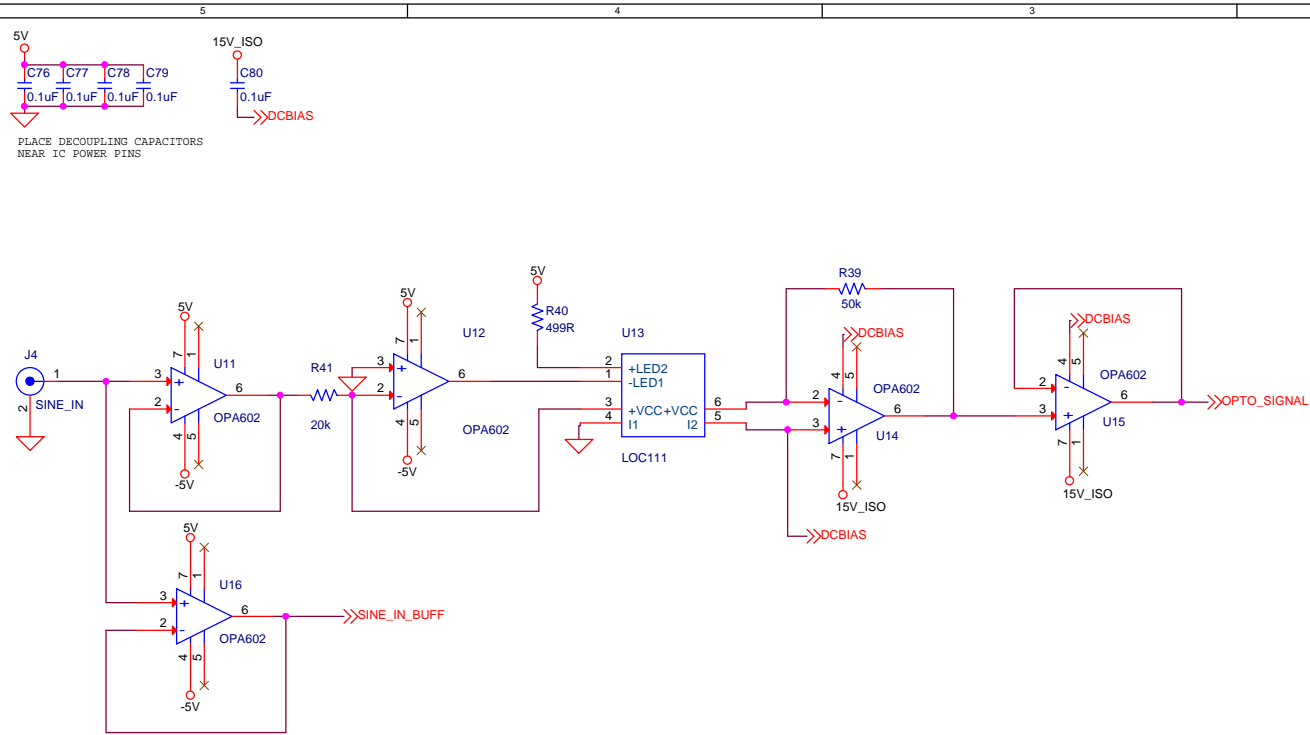 5 4 3
5V
15V_ISO
C76 C77 C78 C79
0.1uF 0.1uF 0.1uF 0.1uF
C80
0.1uF
DCBIAS
PLACE DECOUPLING CAPACITORS
NEAR IC POWER PINS
J4
1
2
SINE_IN
5V
7 1
U11
3
+
2
-
6
OPA602
4 5
-5V
R41
20k
5V
7 1
U12
3
+
2
-
6
OPA602
4 5
-5V
5V
R40
499R
U13
2 +LED2
1 -LED1
3 +VCC +VCC 6
4 I1 I2 5
LOC111
R39
50k
DCBIAS
4 5
OPA602
2
-
3
+
6
U14
7 1
15V_ISO
DCBIAS
DCBIAS
4 5
OPA602
2
-
3
+
6
U15
7 1
15V_ISO
OPTO_SIGNAL
5V
7 1
U16
3
+
2
-
6
OPA602
4 5
-5V
SINE_IN_BUFF